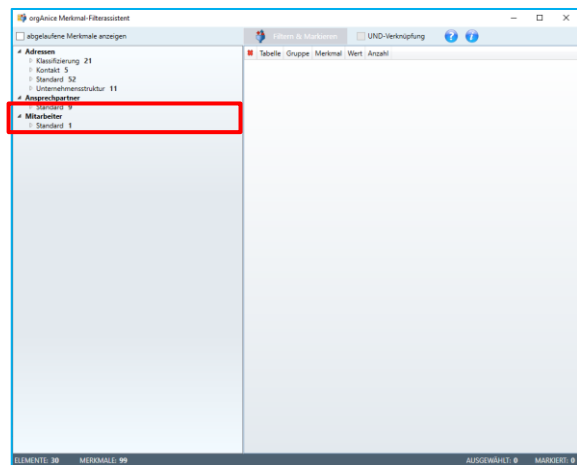 orgAnice Merkmal-Filterassistent
abgelaufene Merkmale anzeigen
Filtern & Markieren
UND-Verknüpfung
Adressen
Klassifizierung 21
Kontakt 5
Standard 52
Unternehmensstruktur 11
Ansprechpartner
Standard 9
Mitarbeiter
Standard 1
Tabelle Gruppe Merkmal Wert Anzahl
ELEMENTE: 30 MERKMALE: 99 AUSGEWÄHLT: 0 MARKIERT: 0